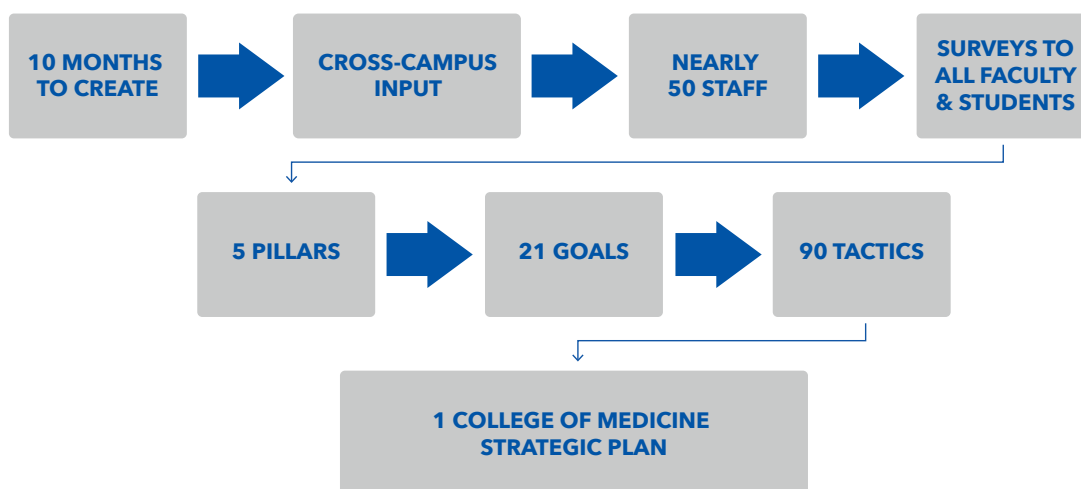 10 MONTHS
TO CREATE
CROSS-CAMPUS
INPUT
NEARLY
50 STAFF
SURVEYS TO
ALL FACULTY
& STUDENTS
5 PILLARS
21 GOALS
90 TACTICS
1 COLLEGE OF MEDICINE
STRATEGIC PLAN